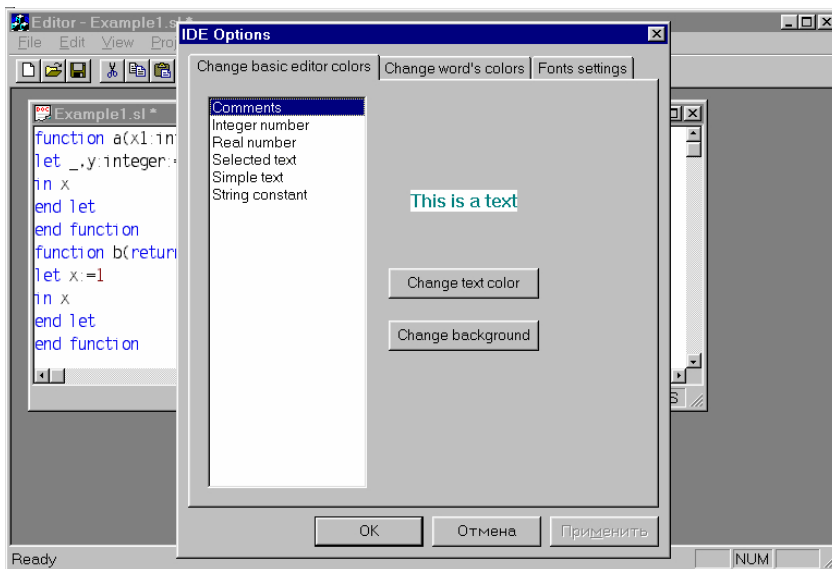 Editor - Example1.sl *
File Edit View Proj
IDE Options
Change basic editor colors
Change word's colors
Fonts settings
Example1.sl *
function a(x1:in
let _,y:integer:
in x
end let
end function
function b(return
let x:=1
in x
end let
end function
Comments
Integer number
Real number
Selected text
Simple text
String constant
This is a text
Change text color
Change background
OK
Отмена
Применить
Ready
NUM